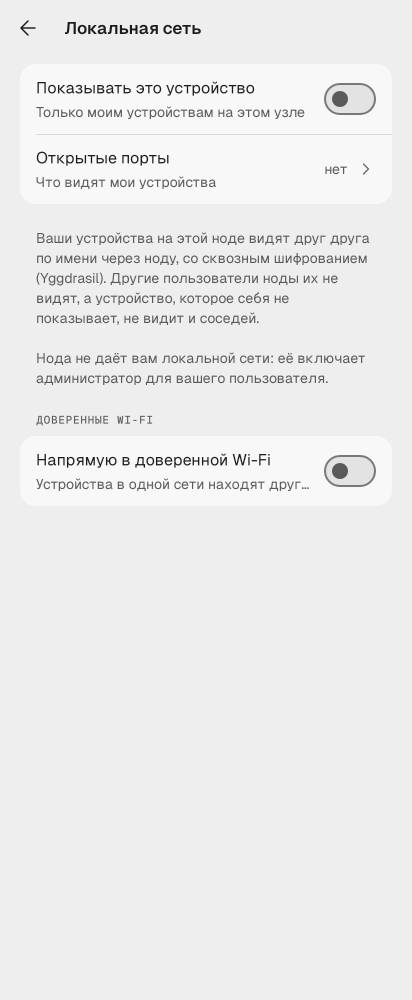 Локальная сеть
Показывать это устройство
Только моим устройствам на этом узле
Открытые порты
нет
Что видят мои устройства
Ваши устройства на этой ноде видят друг друга
по имени через ноду, со сквозным шифрованием
(Yggdrasil). Другие пользователи ноды их не
видят, а устройство, которое себя не
показывает, не видит и соседей.
Нода не даёт вам локальной сети: её включает
администратор для вашего пользователя.
ДОВЕРЕННЫЕ WI-FI
Напрямую в доверенной Wi-Fi
Устройства в одной сети находят друг…